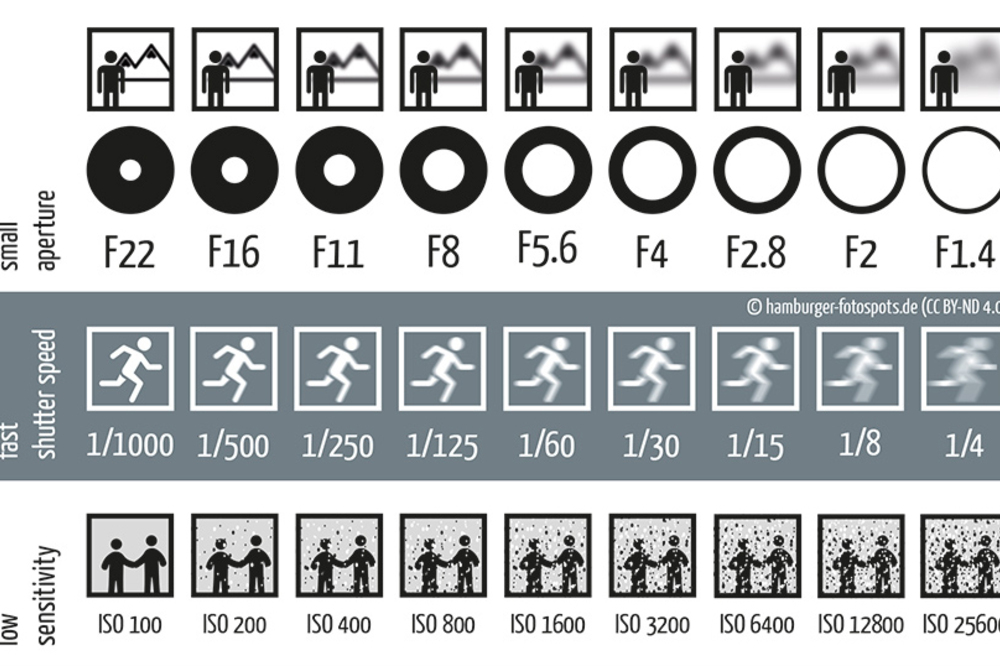 small
aperture
F22 F16 F11 F8 F5.6 F4 F2.8 F2 F1.4
© hamburger-fotospots.de (CC BY-ND 4.0
fast
shutter speed
1/1000 1/500 1/250 1/125 1/60 1/30 1/15 1/8 1/4
low
sensitivity
ISO 100 ISO 200 ISO 400 ISO 800 ISO 1600 ISO 3200 ISO 6400 ISO 12800 ISO 25600